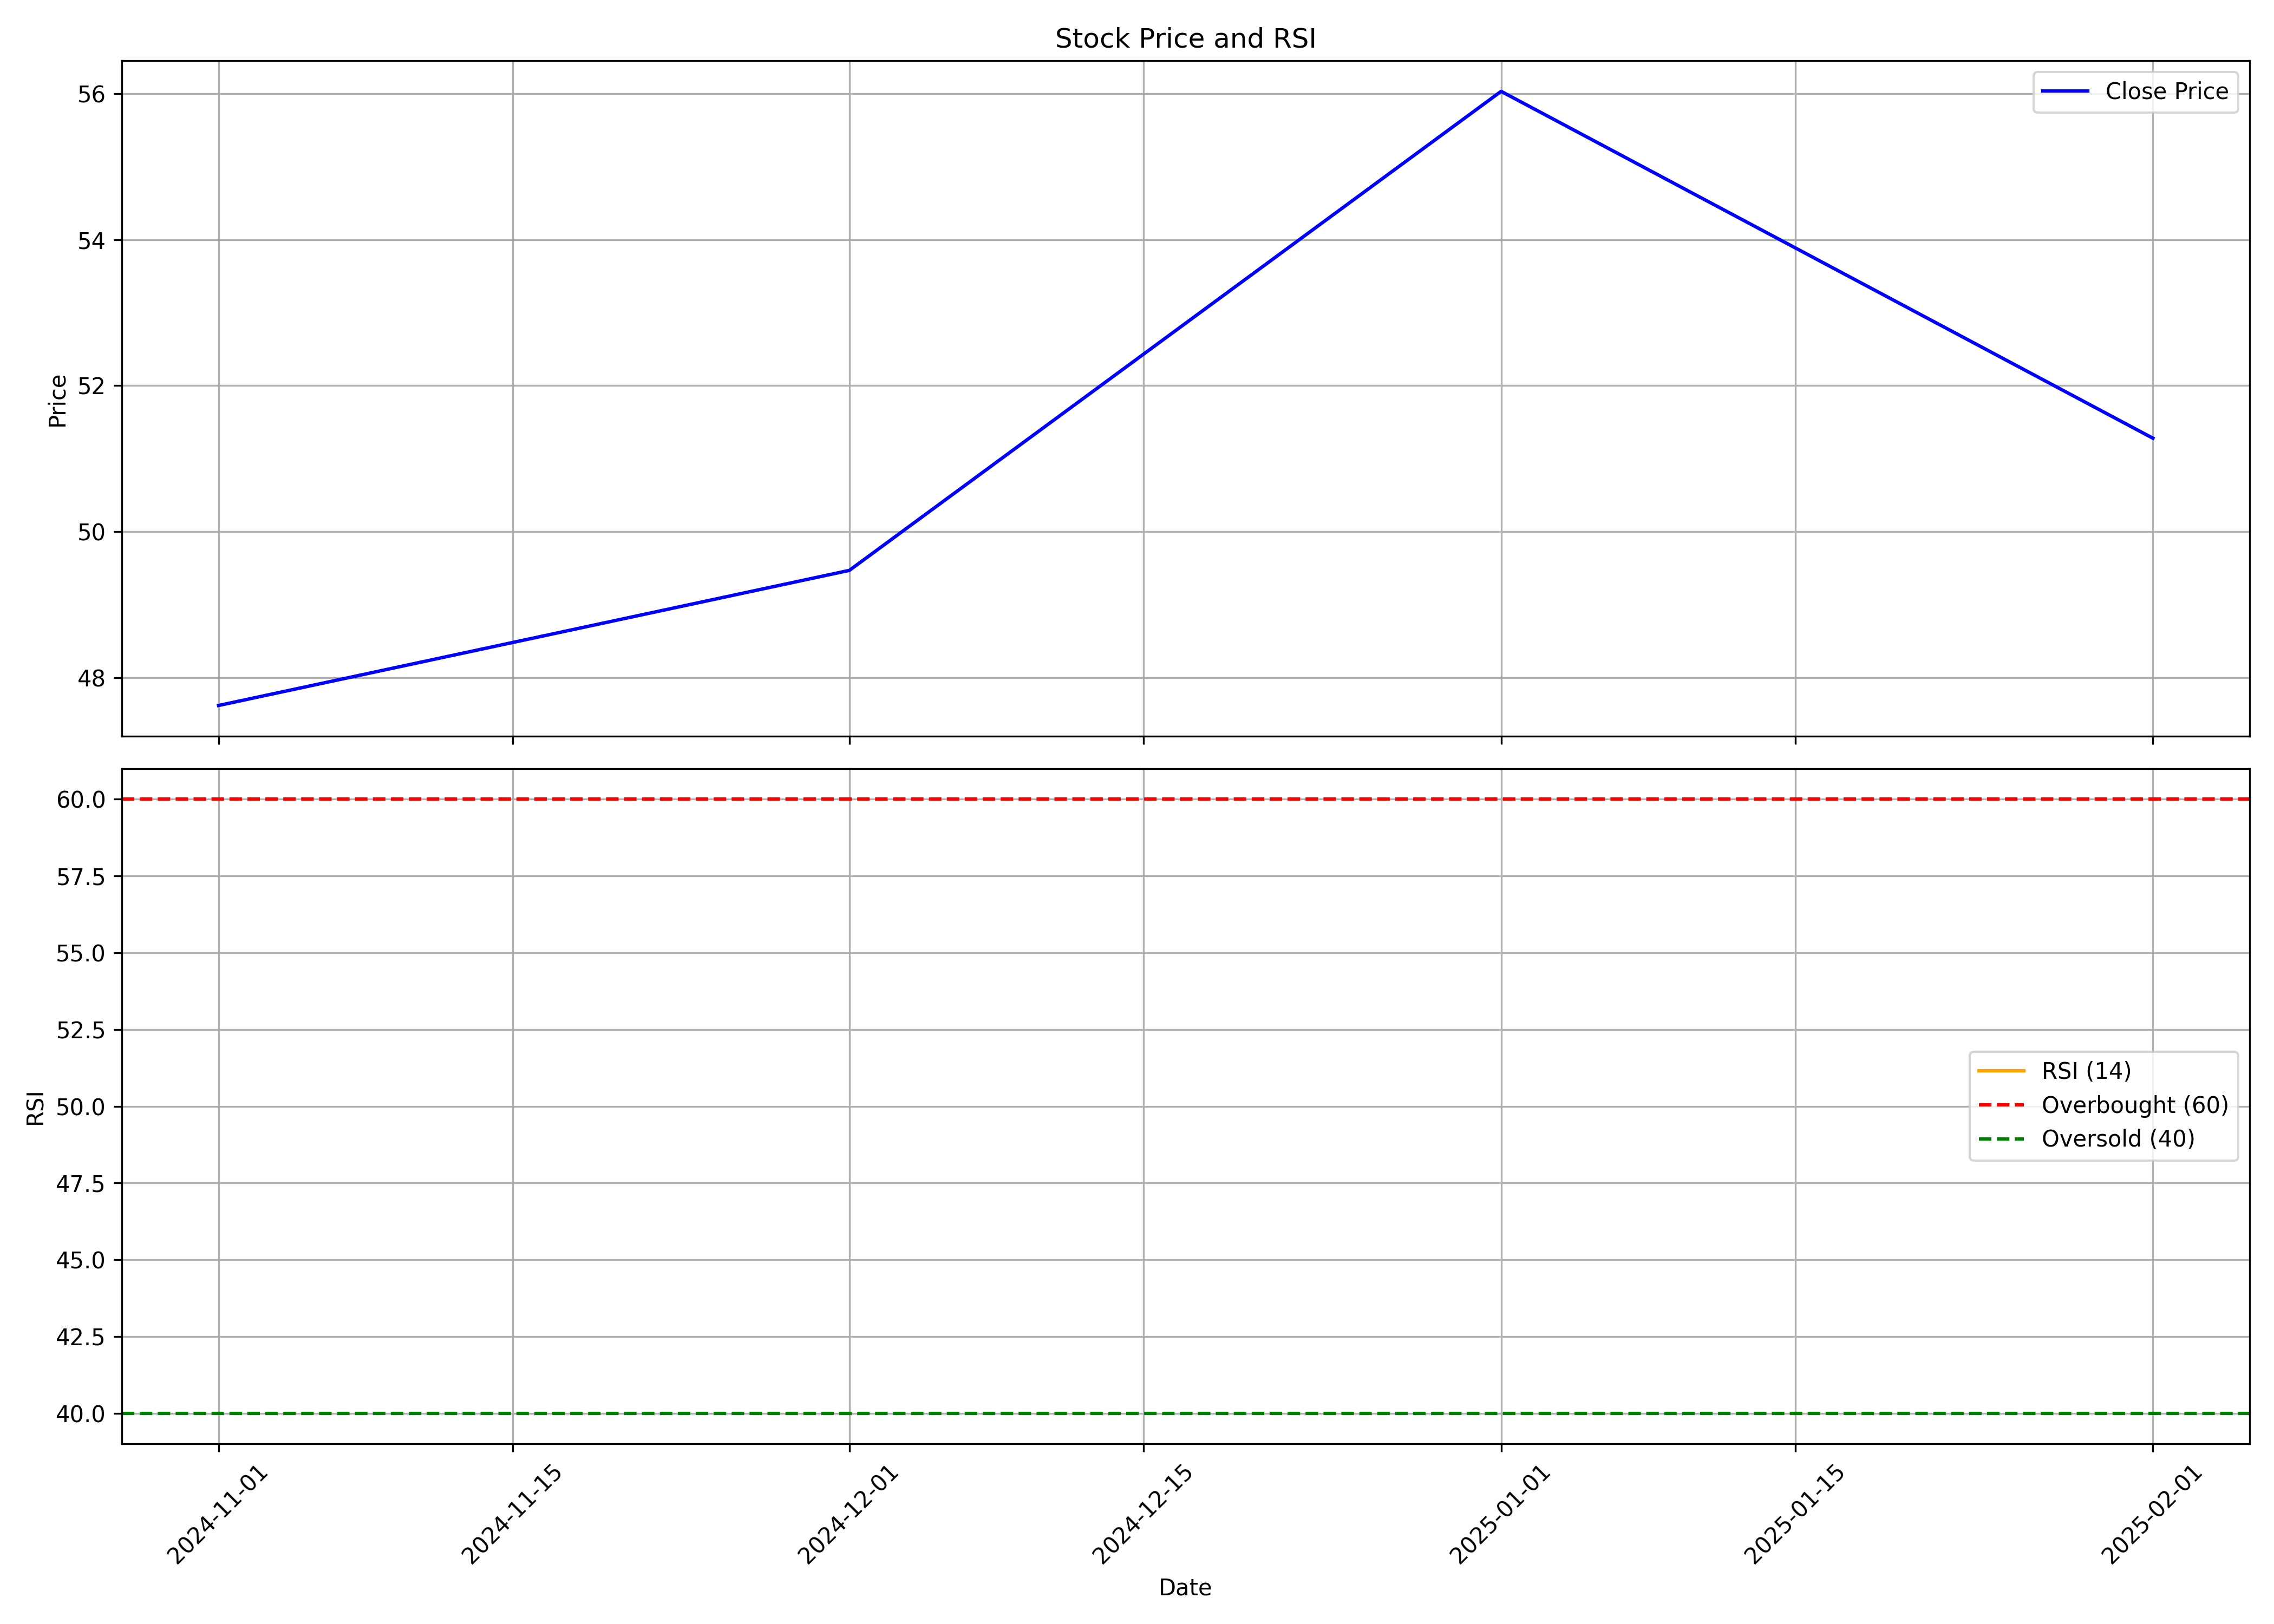 Stock Price and RSI
Close Price
56
54
52
50
48
Price
60.0
57.5
55.0
52.5
50.0
47.5
45.0
42.5
40.0
RSI
RSI (14)
Overbought (60)
Oversold (40)
2024-11-01
2024-11-15
2024-12-01
2024-12-15
2025-01-01
2025-01-15
2025-02-01
Date